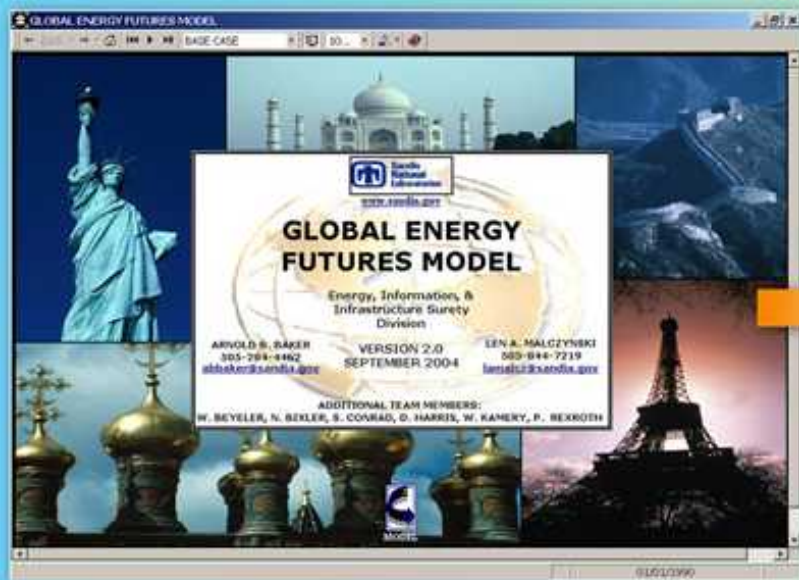 GLOBAL ENERGY FUTURES MODEL
BASE-CASE
10...
Sandia
National
Laboratories
www.sandia.gov
GLOBAL ENERGY
FUTURES MODEL
Energy, Information, &
Infrastructure Surety
Division
ARNOLD B. BAKER
505-284-4462
abbaker@sandia.gov
VERSION 2.0
SEPTEMBER 2004
LEN A. MALCZYNSKI
505-844-7219
lamalcz@sandia.gov
ADDITIONAL TEAM MEMBERS:
W. BEYELER, N. BIXLER, S. CONRAD, D. HARRIS, W. KAMERY, P. REXROTH
MODEL
01/01/1990